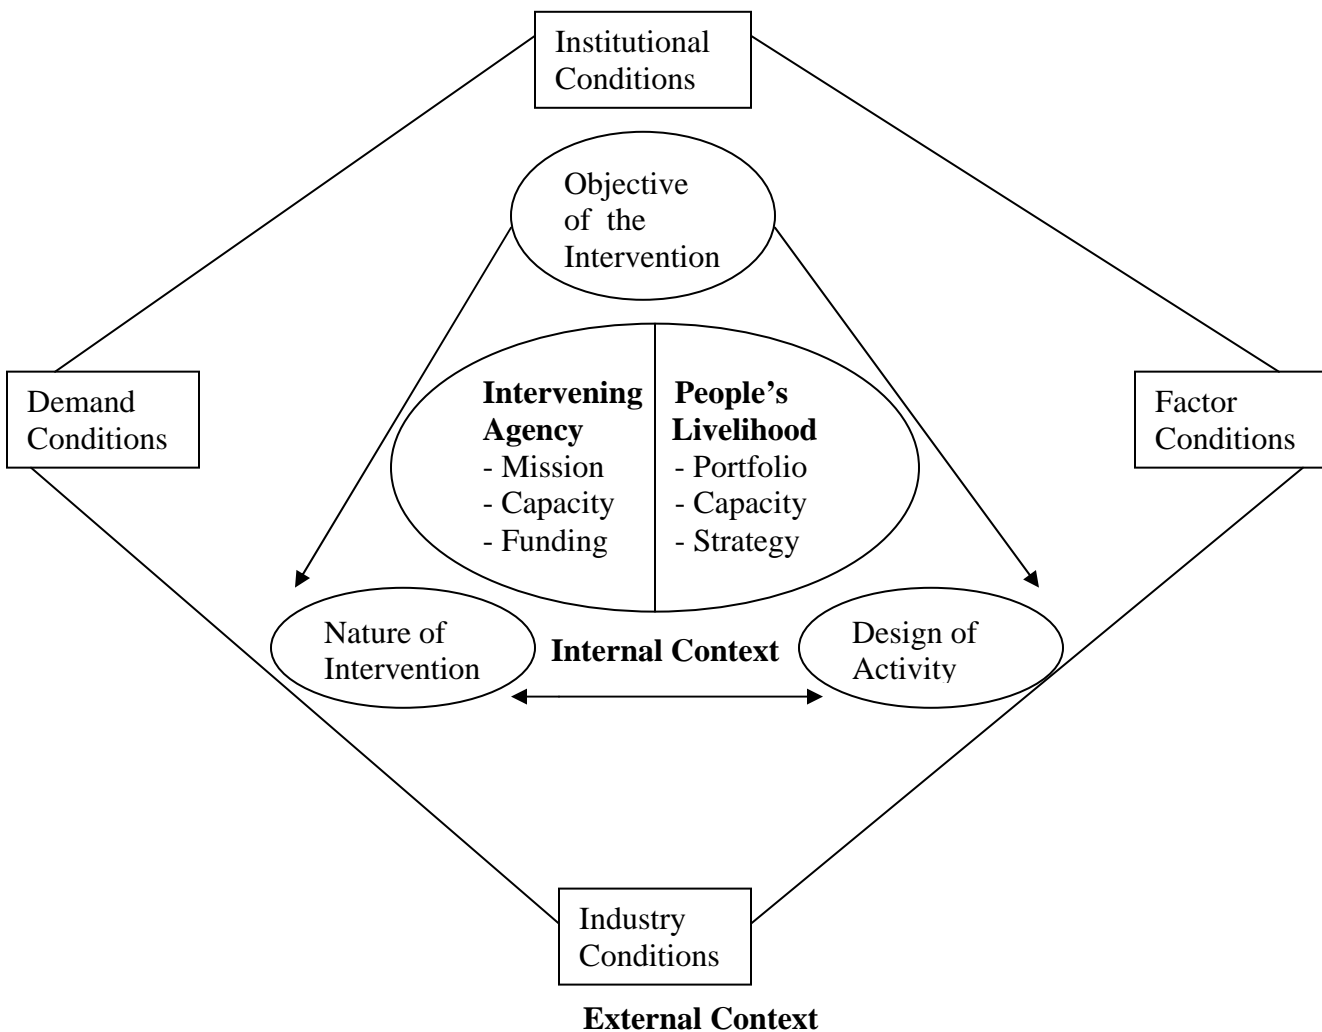 Institutional
Conditions
Objective
of the
Intervention
Demand
Conditions
Intervening
Agency
- Mission
- Capacity
- Funding
People’s
Livelihood
- Portfolio
- Capacity
- Strategy
Factor
Conditions
Nature of
Intervention
Internal Context
Design of
Activity
Industry
Conditions
External Context